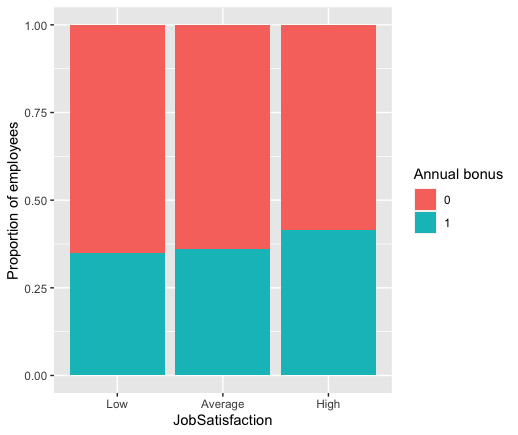 Proportion of employees
1.00
0.75
0.50
0.25
0.00
Low Average High
JobSatisfaction
Annual bonus
0
1